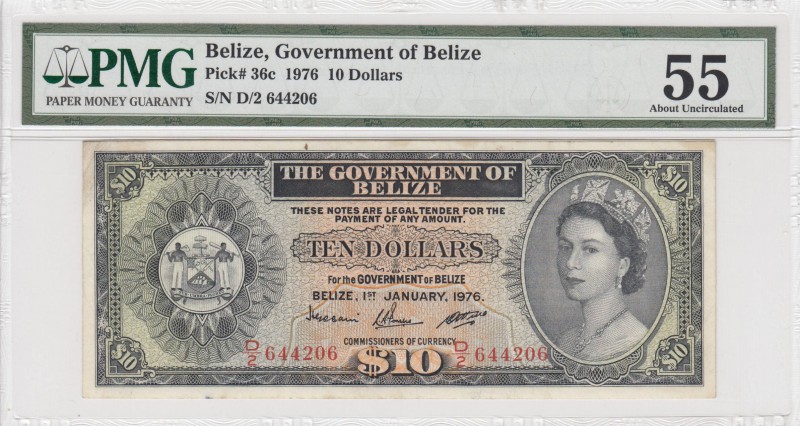 PMG
PAPER MONEY GUARANTY
Belize, Government of Belize
Pick# 36c 1976 10 Dollars
S/N D/2 644206
55
About Uncirculated
$10
$10
THE GOVERNMENT OF
BELIZE
THESE NOTES ARE LEGAL TENDER FOR THE
PAYMENT OF ANY AMOUNT.
TEN DOLLARS
For the GOVERNMENT OF BELIZE
BELIZE, 1ST JANUARY, 1976.
COMMISSIONERS OF CURRENCY
D/2 644206
D/2 644206
$10
$10
$10